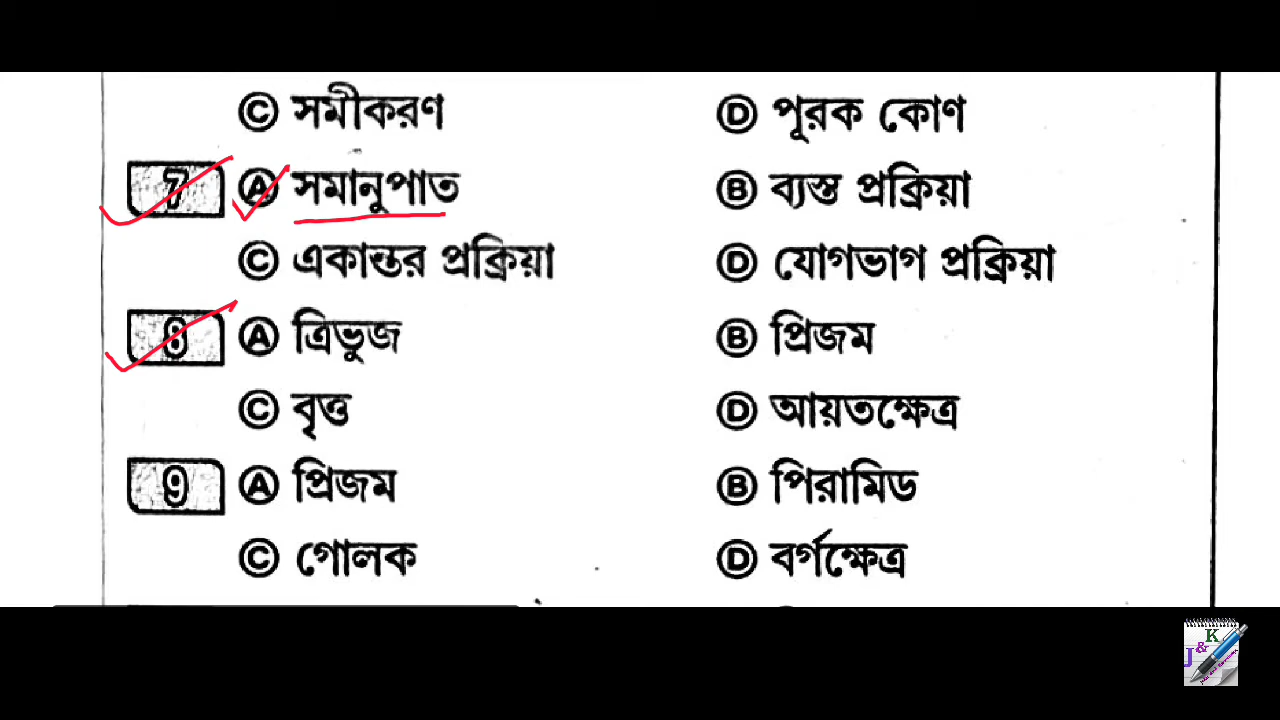 Ⓒ সমীকরণ Ⓓ পূরক কোণ
7 Ⓐ সমানুপাত Ⓑ ব্যস্ত প্রক্রিয়া
Ⓒ একান্তর প্রক্রিয়া Ⓓ যোগভাগ প্রক্রিয়া
8 Ⓐ ত্রিভুজ Ⓑ প্রিজম
Ⓒ বৃত্ত Ⓓ আয়তক্ষেত্র
9 Ⓐ প্রিজম Ⓑ পিরামিড
Ⓒ গোলক Ⓓ বর্গক্ষেত্র
J&K